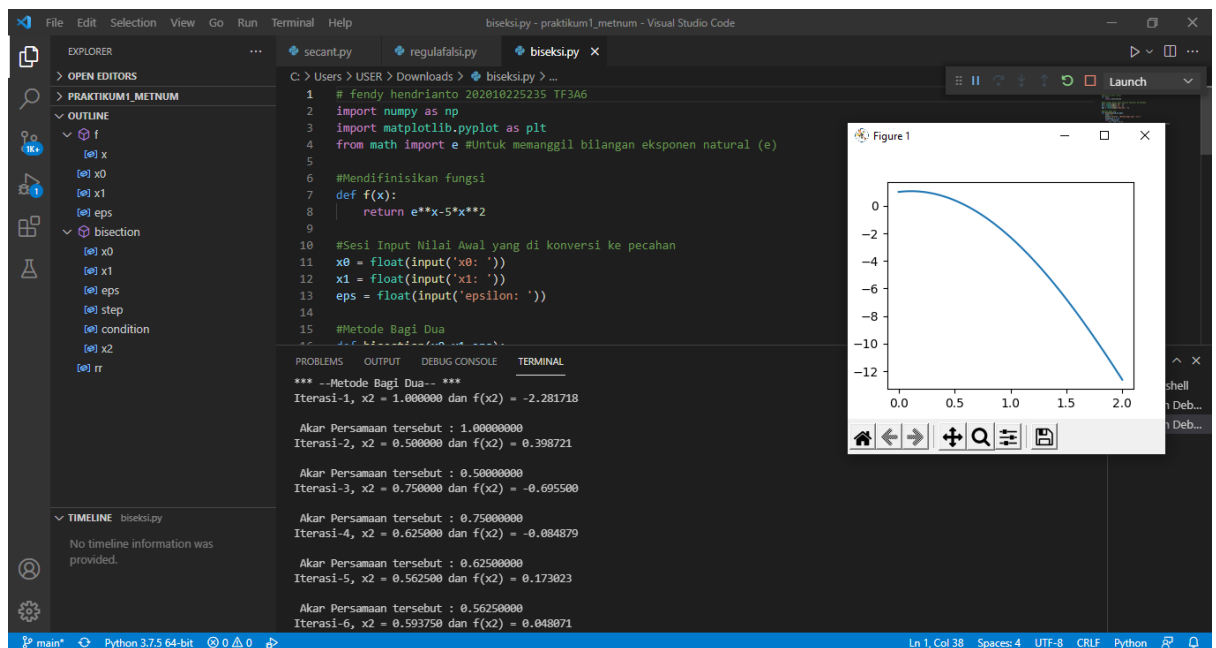 File Edit Selection View Go Run Terminal Help
biseksi.py - praktikum1_metnum - Visual Studio Code
EXPLORER
OPEN EDITORS
PRAKTIKUM1_METNUM
OUTLINE
f
x
x0
x1
eps
bisection
x0
x1
eps
step
condition
x2
rr
TIMELINE biseksi.py
No timeline information was
provided.
1K+
1
secant.py regulafalsi.py biseksi.py
C: > Users > USER > Downloads > biseksi.py > ...
Launch
1 # fendy hendrianto 202010225235 TF3A6
2 import numpy as np
3 import matplotlib.pyplot as plt
4 from math import e #Untuk memanggil bilangan eksponen natural (e)
5
6 #Mendifinisikan fungsi
7 def f(x):
8 return e**x-5*x**2
9
10 #Sesi Input Nilai Awal yang di konversi ke pecahan
11 x0 = float(input('x0: '))
12 x1 = float(input('x1: '))
13 eps = float(input('epsilon: '))
14
15 #Metode Bagi Dua
PROBLEMS OUTPUT DEBUG CONSOLE TERMINAL
*** --Metode Bagi Dua-- ***
Iterasi-1, x2 = 1.000000 dan f(x2) = -2.281718
Akar Persamaan tersebut : 1.00000000
Iterasi-2, x2 = 0.500000 dan f(x2) = 0.398721
Akar Persamaan tersebut : 0.50000000
Iterasi-3, x2 = 0.750000 dan f(x2) = -0.695500
Akar Persamaan tersebut : 0.75000000
Iterasi-4, x2 = 0.625000 dan f(x2) = -0.084879
Akar Persamaan tersebut : 0.62500000
Iterasi-5, x2 = 0.562500 dan f(x2) = 0.173023
Akar Persamaan tersebut : 0.56250000
Iterasi-6, x2 = 0.593750 dan f(x2) = 0.048071
Figure 1
0
−2
−4
−6
−8
−10
−12
0.0 0.5 1.0 1.5 2.0
shell
Deb...
Deb...
main* Python 3.7.5 64-bit 0 0 Ln 1, Col 38 Spaces: 4 UTF-8 CRLF Python